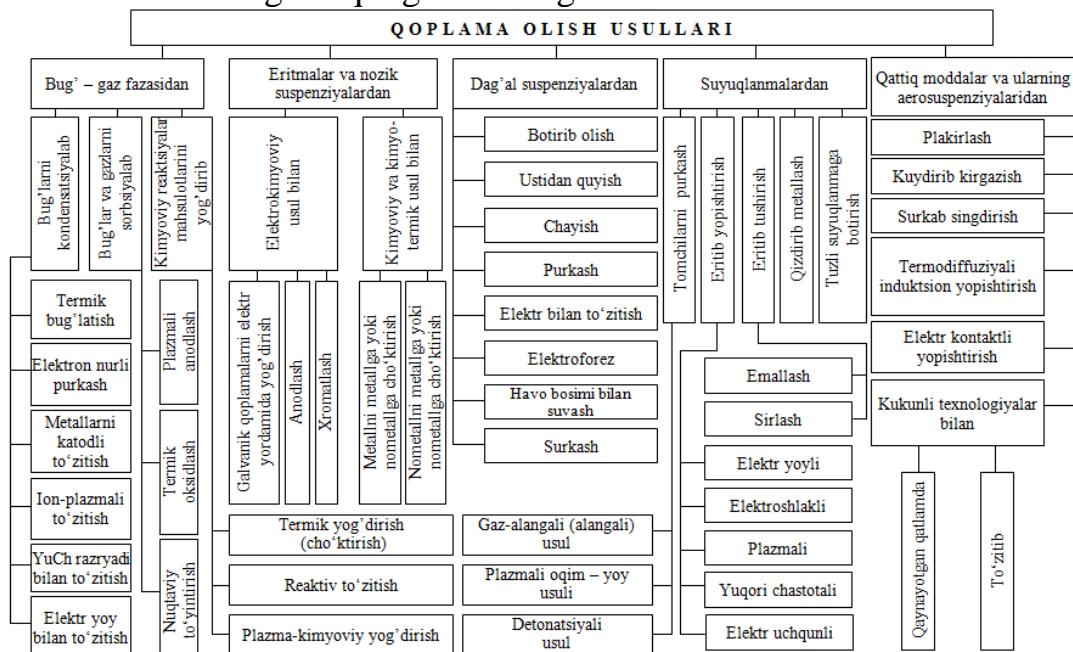 QOPLAMA OLISH USULLARI
Bug’ – gaz fazasidan
Eritmalar va nozik
suspenziyalardan
Dag’al suspenziyalardan
Suyuqlanmalardan
Qattiq moddalar va ularning
aerosuspenziyalaridan
Bug’larni
kondensatsiyalab
Bug’lar va gazlarni
sorbsiyalab
Kimyoviy reaktsiyalar
mahsulotlarini
yog’dirib
Termik
bug’latish
Elektron nurli
purkash
Metallarni
katodli
to‘zitish
Ion-plazmali
to‘zitish
YuCh razryadi
bilan to‘zitish
Elektr yoy
bilan to‘zitish
Plazmali
anodlash
Termik
oksidlash
Nuqtaviy
to‘yintirish
Termik yog’dirish
(cho‘ktirish)
Reaktiv to‘zitish
Plazma-kimyoviy yog’dirish
Elektrokimyoviy
usul bilan
Kimyoviy va kimyo-
termik usul bilan
Galvanik qoplamalarni elektr
yordamida yog’dirish
Anodlash
Xromatlash
Metallni metallga yoki
nometallga cho‘ktirish
Nometallni metallga yoki
nometallga cho‘ktirish
Botirib olish
Ustidan quyish
Chayish
Purkash
Elektr bilan to‘zitish
Elektroforez
Havo bosimi bilan
suvash
Surkash
Tomchilarni purkash
Eritib yopishtirish
Eritib tushirish
Qizdirib metallash
Tuzli suyuqlanmaga
botirish
Gaz-alangali (alangali)
usul
Plazmali oqim – yoy
usuli
Detonatsiyali
usul
Emallash
Sirlash
Elektr yoyli
Elektroshlakli
Plazmali
Yuqori chastotali
Elektr uchqunli
Plakirlash
Kuydirib kirgazish
Surkab singdirish
Termodiffuziyali
induktsion yopishtirish
Elektr kontaktli
yopishtirish
Kukunli texnologiyalar
bilan
Qaynayotgan qatlamda
To‘zitib